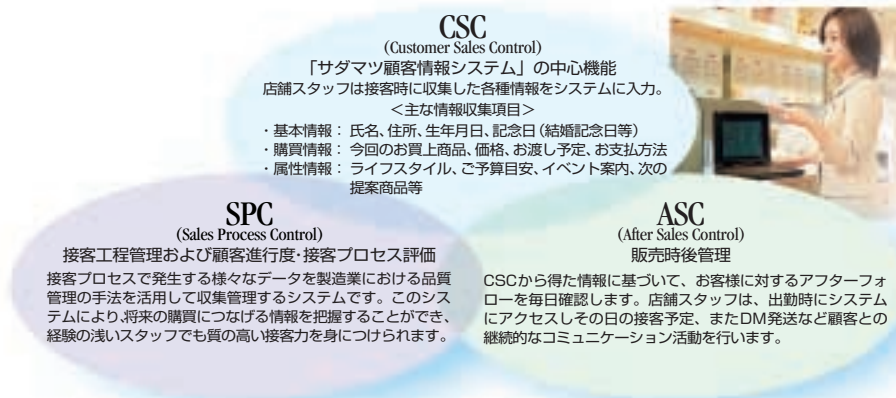 CSC
(Customer Sales Control)
「サダマツ顧客情報システム」の中心機能
店舗スタッフは接客時に収集した各種情報をシステムに入力。
＜主な情報収集項目＞
・基本情報： 氏名、住所、生年月日、記念日（結婚記念日等）
・購買情報： 今回のお買上商品、価格、お渡し予定、お支払方法
・属性情報： ライフスタイル、ご予算目安、イベント案内、次の
提案商品等
SPC
(Sales Process Control)
接客工程管理および顧客進行度・接客プロセス評価
接客プロセスで発生する様々なデータを製造業における品質
管理の手法を活用して収集管理するシステムです。このシス
テムにより、将来の購買につなげる情報を把握することができ、
経験の浅いスタッフでも質の高い接客力を身につけられます。
ASC
(After Sales Control)
販売時後管理
CSCから得た情報に基づいて、お客様に対するアフターフォ
ローを毎日確認します。店舗スタッフは、出勤時にシステム
にアクセスしその日の接客予定、またDM発送など顧客との
継続的なコミュニケーション活動を行います。